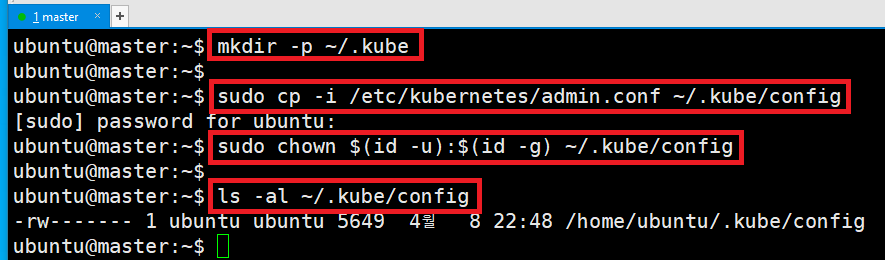 1 master × +
ubuntu@master:~$ mkdir -p ~/.kube
ubuntu@master:~$
ubuntu@master:~$ sudo cp -i /etc/kubernetes/admin.conf ~/.kube/config
[sudo] password for ubuntu:
ubuntu@master:~$ sudo chown $(id -u):$(id -g) ~/.kube/config
ubuntu@master:~$
ubuntu@master:~$ ls -al ~/.kube/config
-rw------- 1 ubuntu ubuntu 5649  4월   8 22:48 /home/ubuntu/.kube/config
ubuntu@master:~$